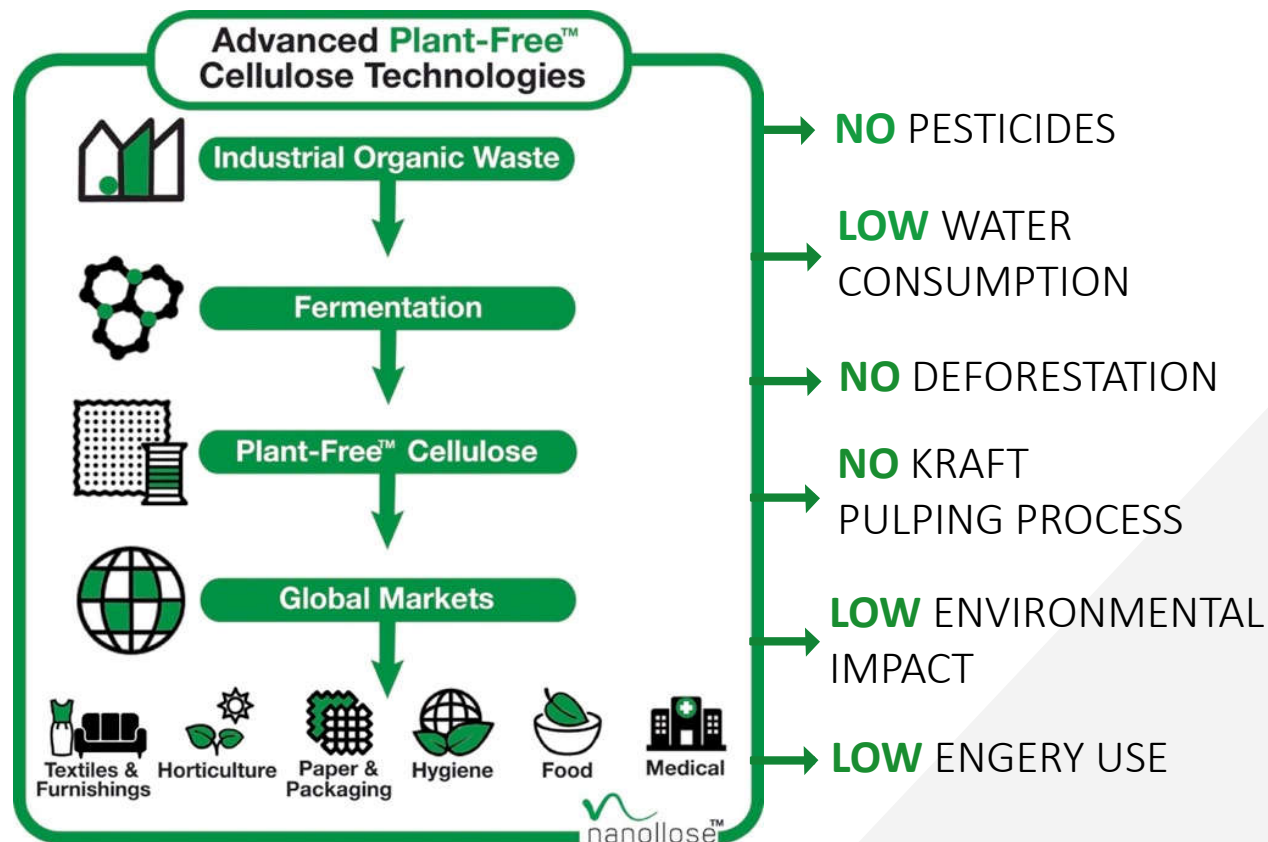 Advanced Plant-Free™
Cellulose Technologies
Industrial Organic Waste
Fermentation
Plant-Free™ Cellulose
Global Markets
Textiles &
Furnishings
Horticulture
Paper &
Packaging
Hygiene
Food
Medical
nanollose™
NO PESTICIDES
LOW WATER
CONSUMPTION
NO DEFORESTATION
NO KRAFT
PULPING PROCESS
LOW ENVIRONMENTAL
IMPACT
LOW ENGERY USE